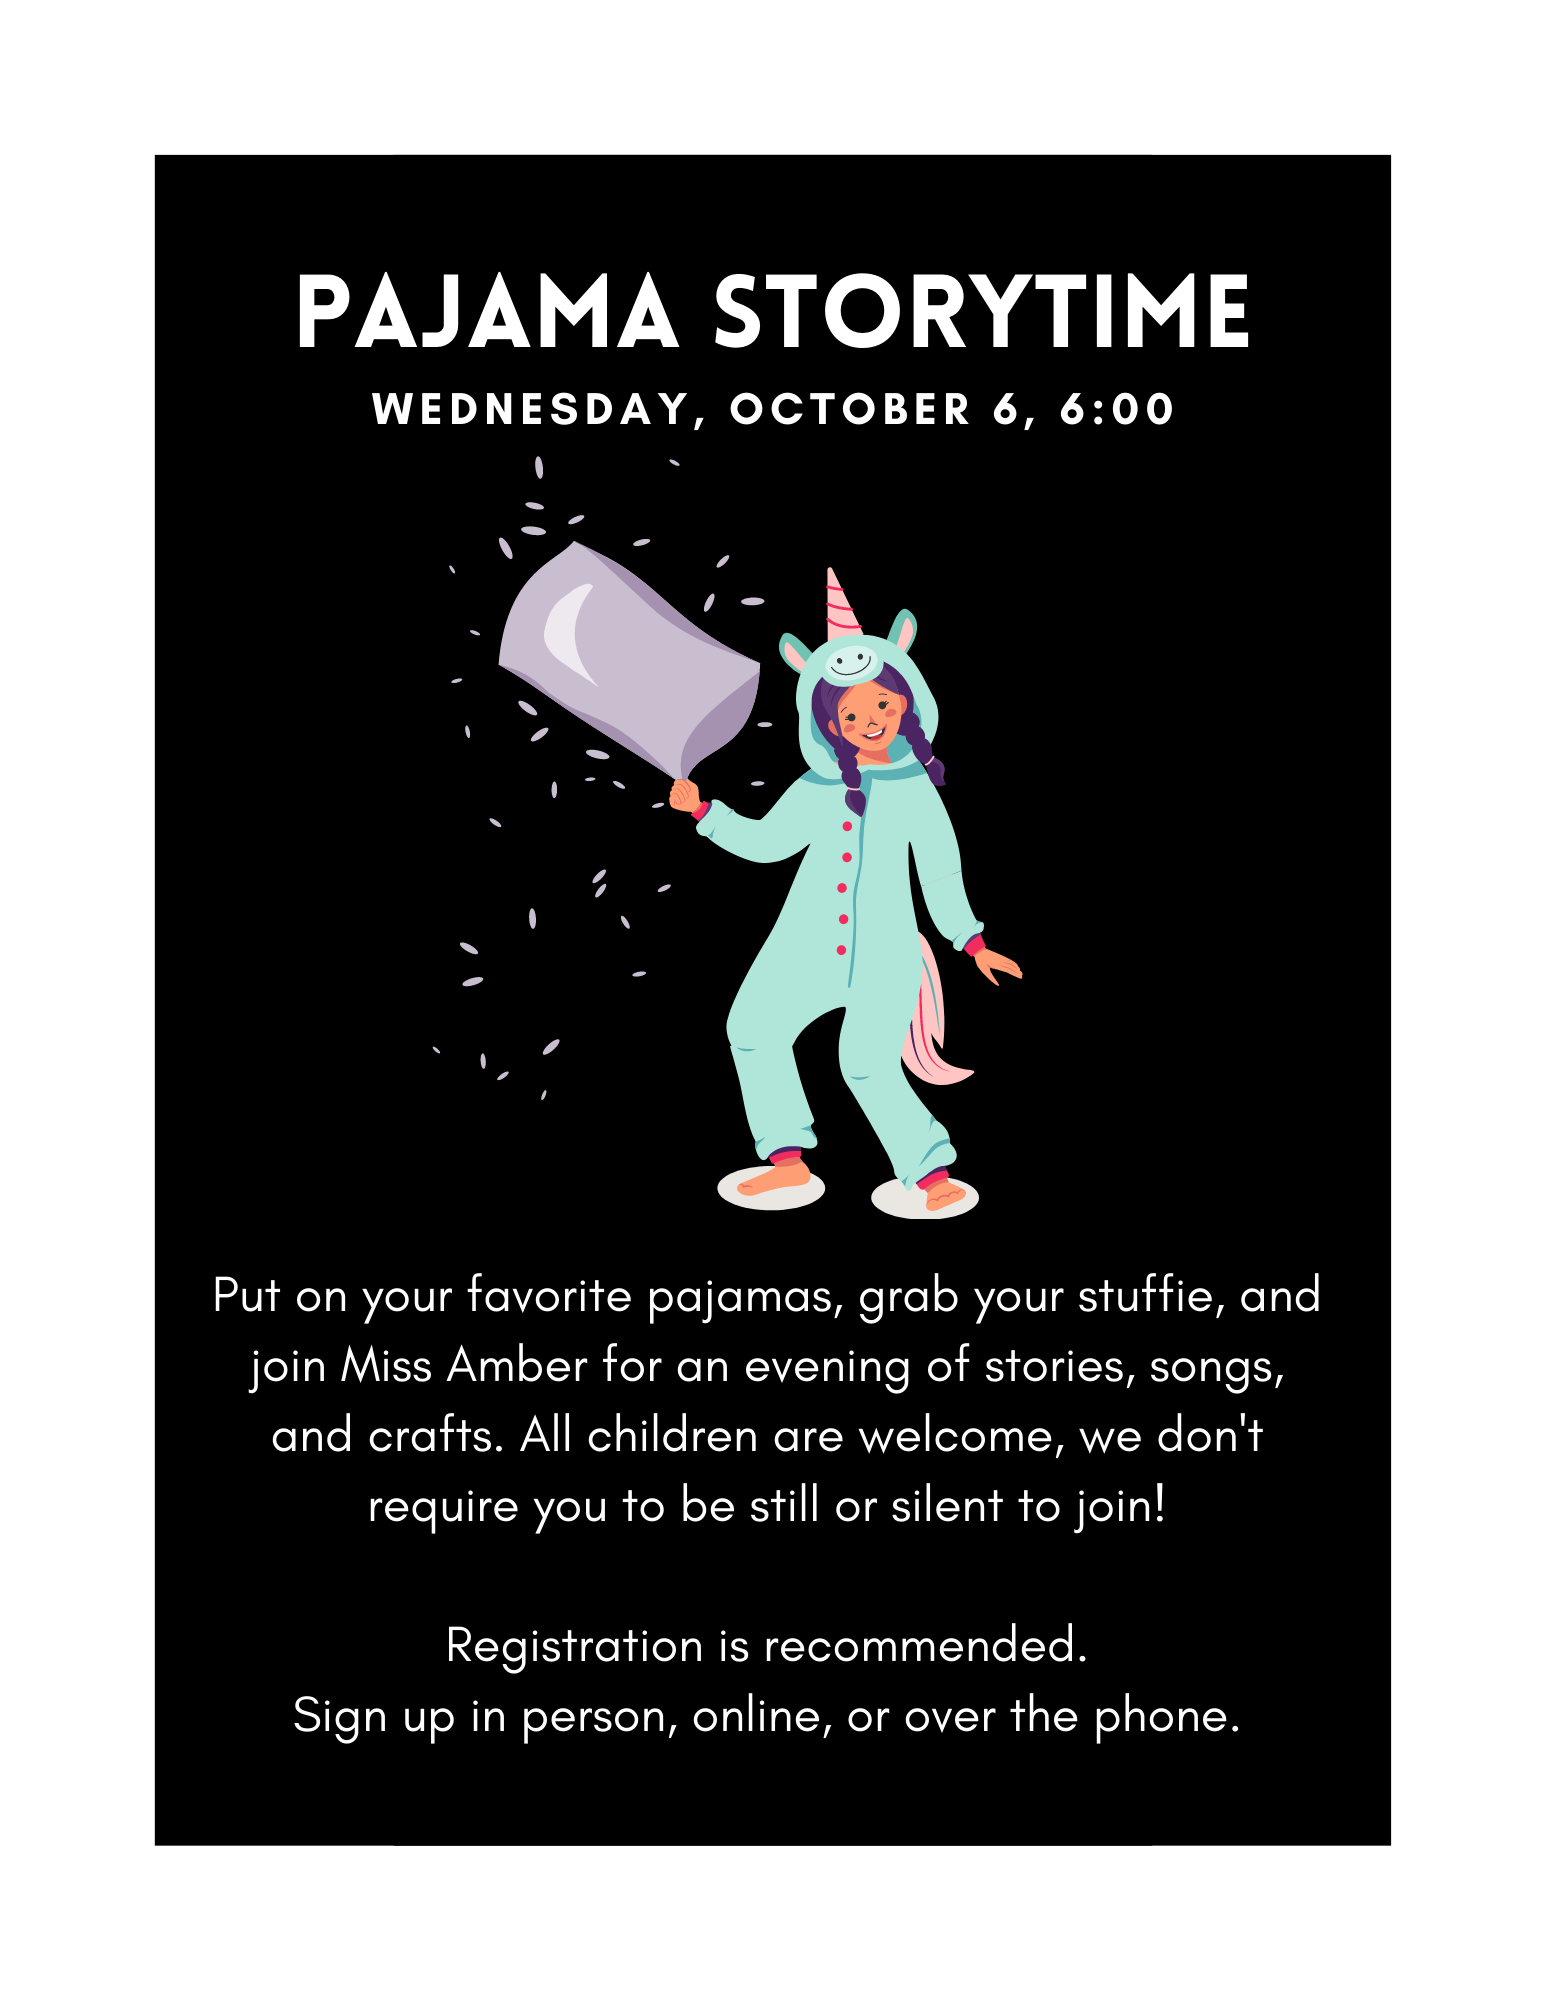 PAJAMA STORYTIME
WEDNESDAY, OCTOBER 6, 6:00
Put on your favorite pajamas, grab your stuffie, and
join Miss Amber for an evening of stories, songs,
and crafts. All children are welcome, we don't
require you to be still or silent to join!
Registration is recommended.
Sign up in person, online, or over the phone.